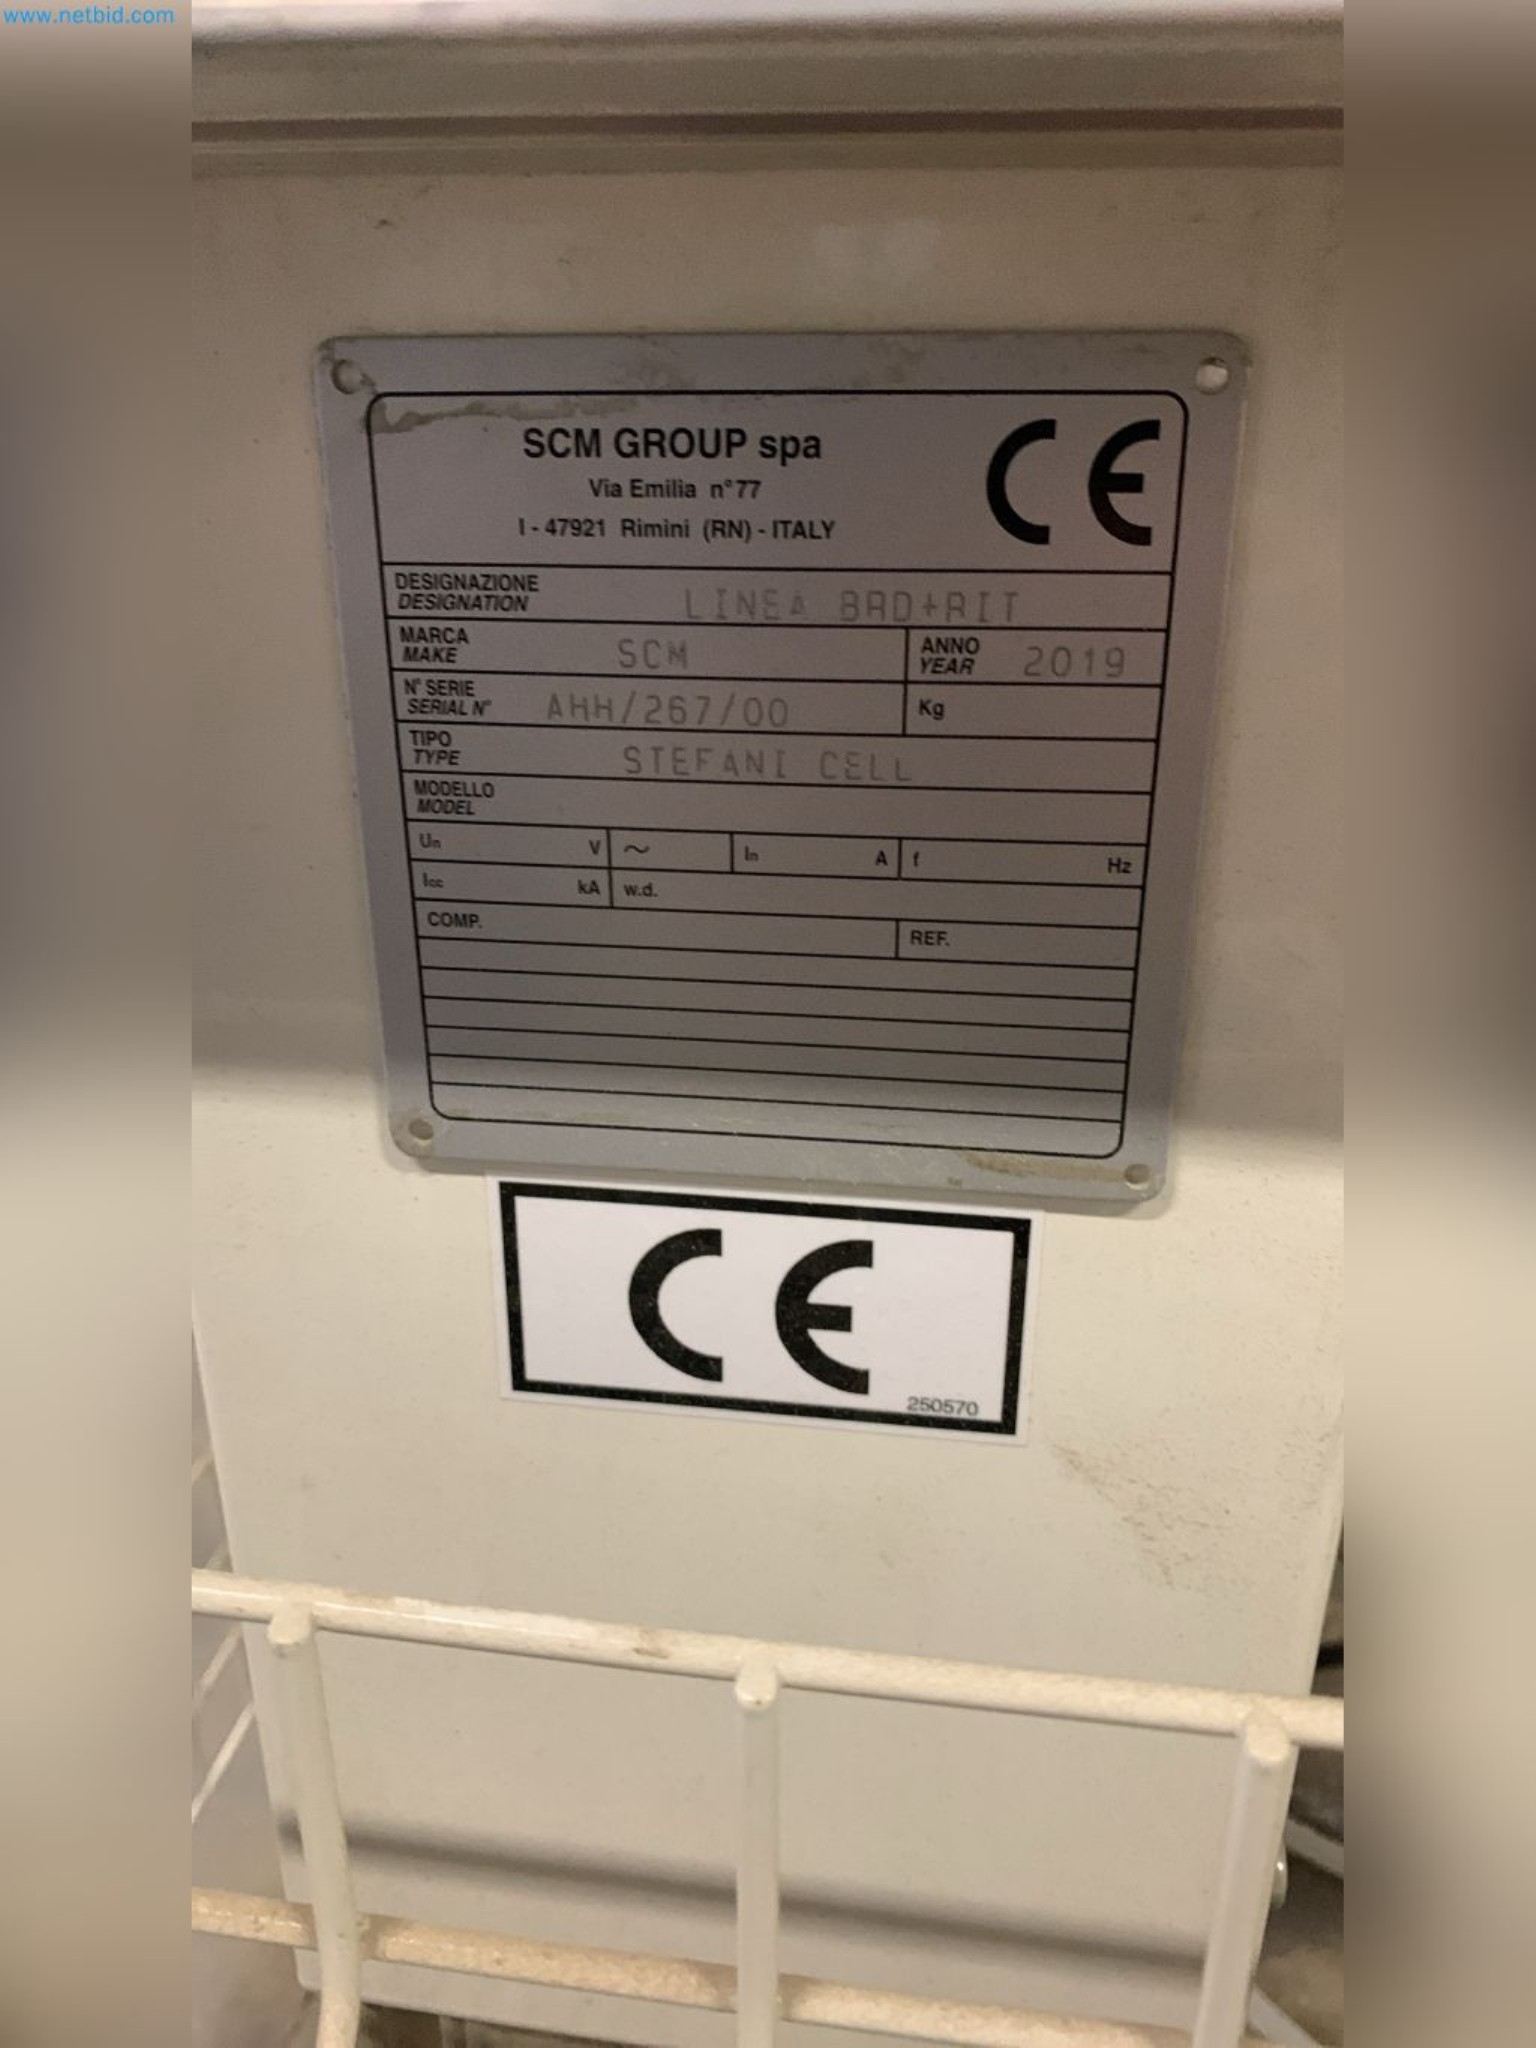 www.netbid.com
SCM GROUP spa
Via Emilia n°77
I - 47921 Rimini (RN) - ITALY
CE
DESIGNAZIONE
DESIGNATION
LINEA BRD+RIT
MARCA
MAKE
SCM
ANNO
YEAR
2019
N° SERIE
SERIAL N°
AHH/267/00
Kg
TIPO
TYPE
STEFANI CELL
MODELLO
MODEL
Un V ~ In A f Hz
Icc kA w.d.
COMP. REF.
CE
250570